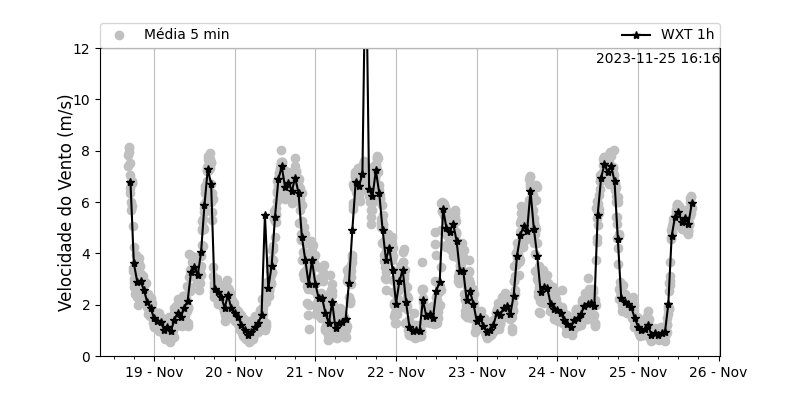 Média 5 min
WXT 1h
2023-11-25 16:16
Velocidade do Vento (m/s)
12
10
8
6
4
2
0
19 - Nov
20 - Nov
21 - Nov
22 - Nov
23 - Nov
24 - Nov
25 - Nov
26 - Nov